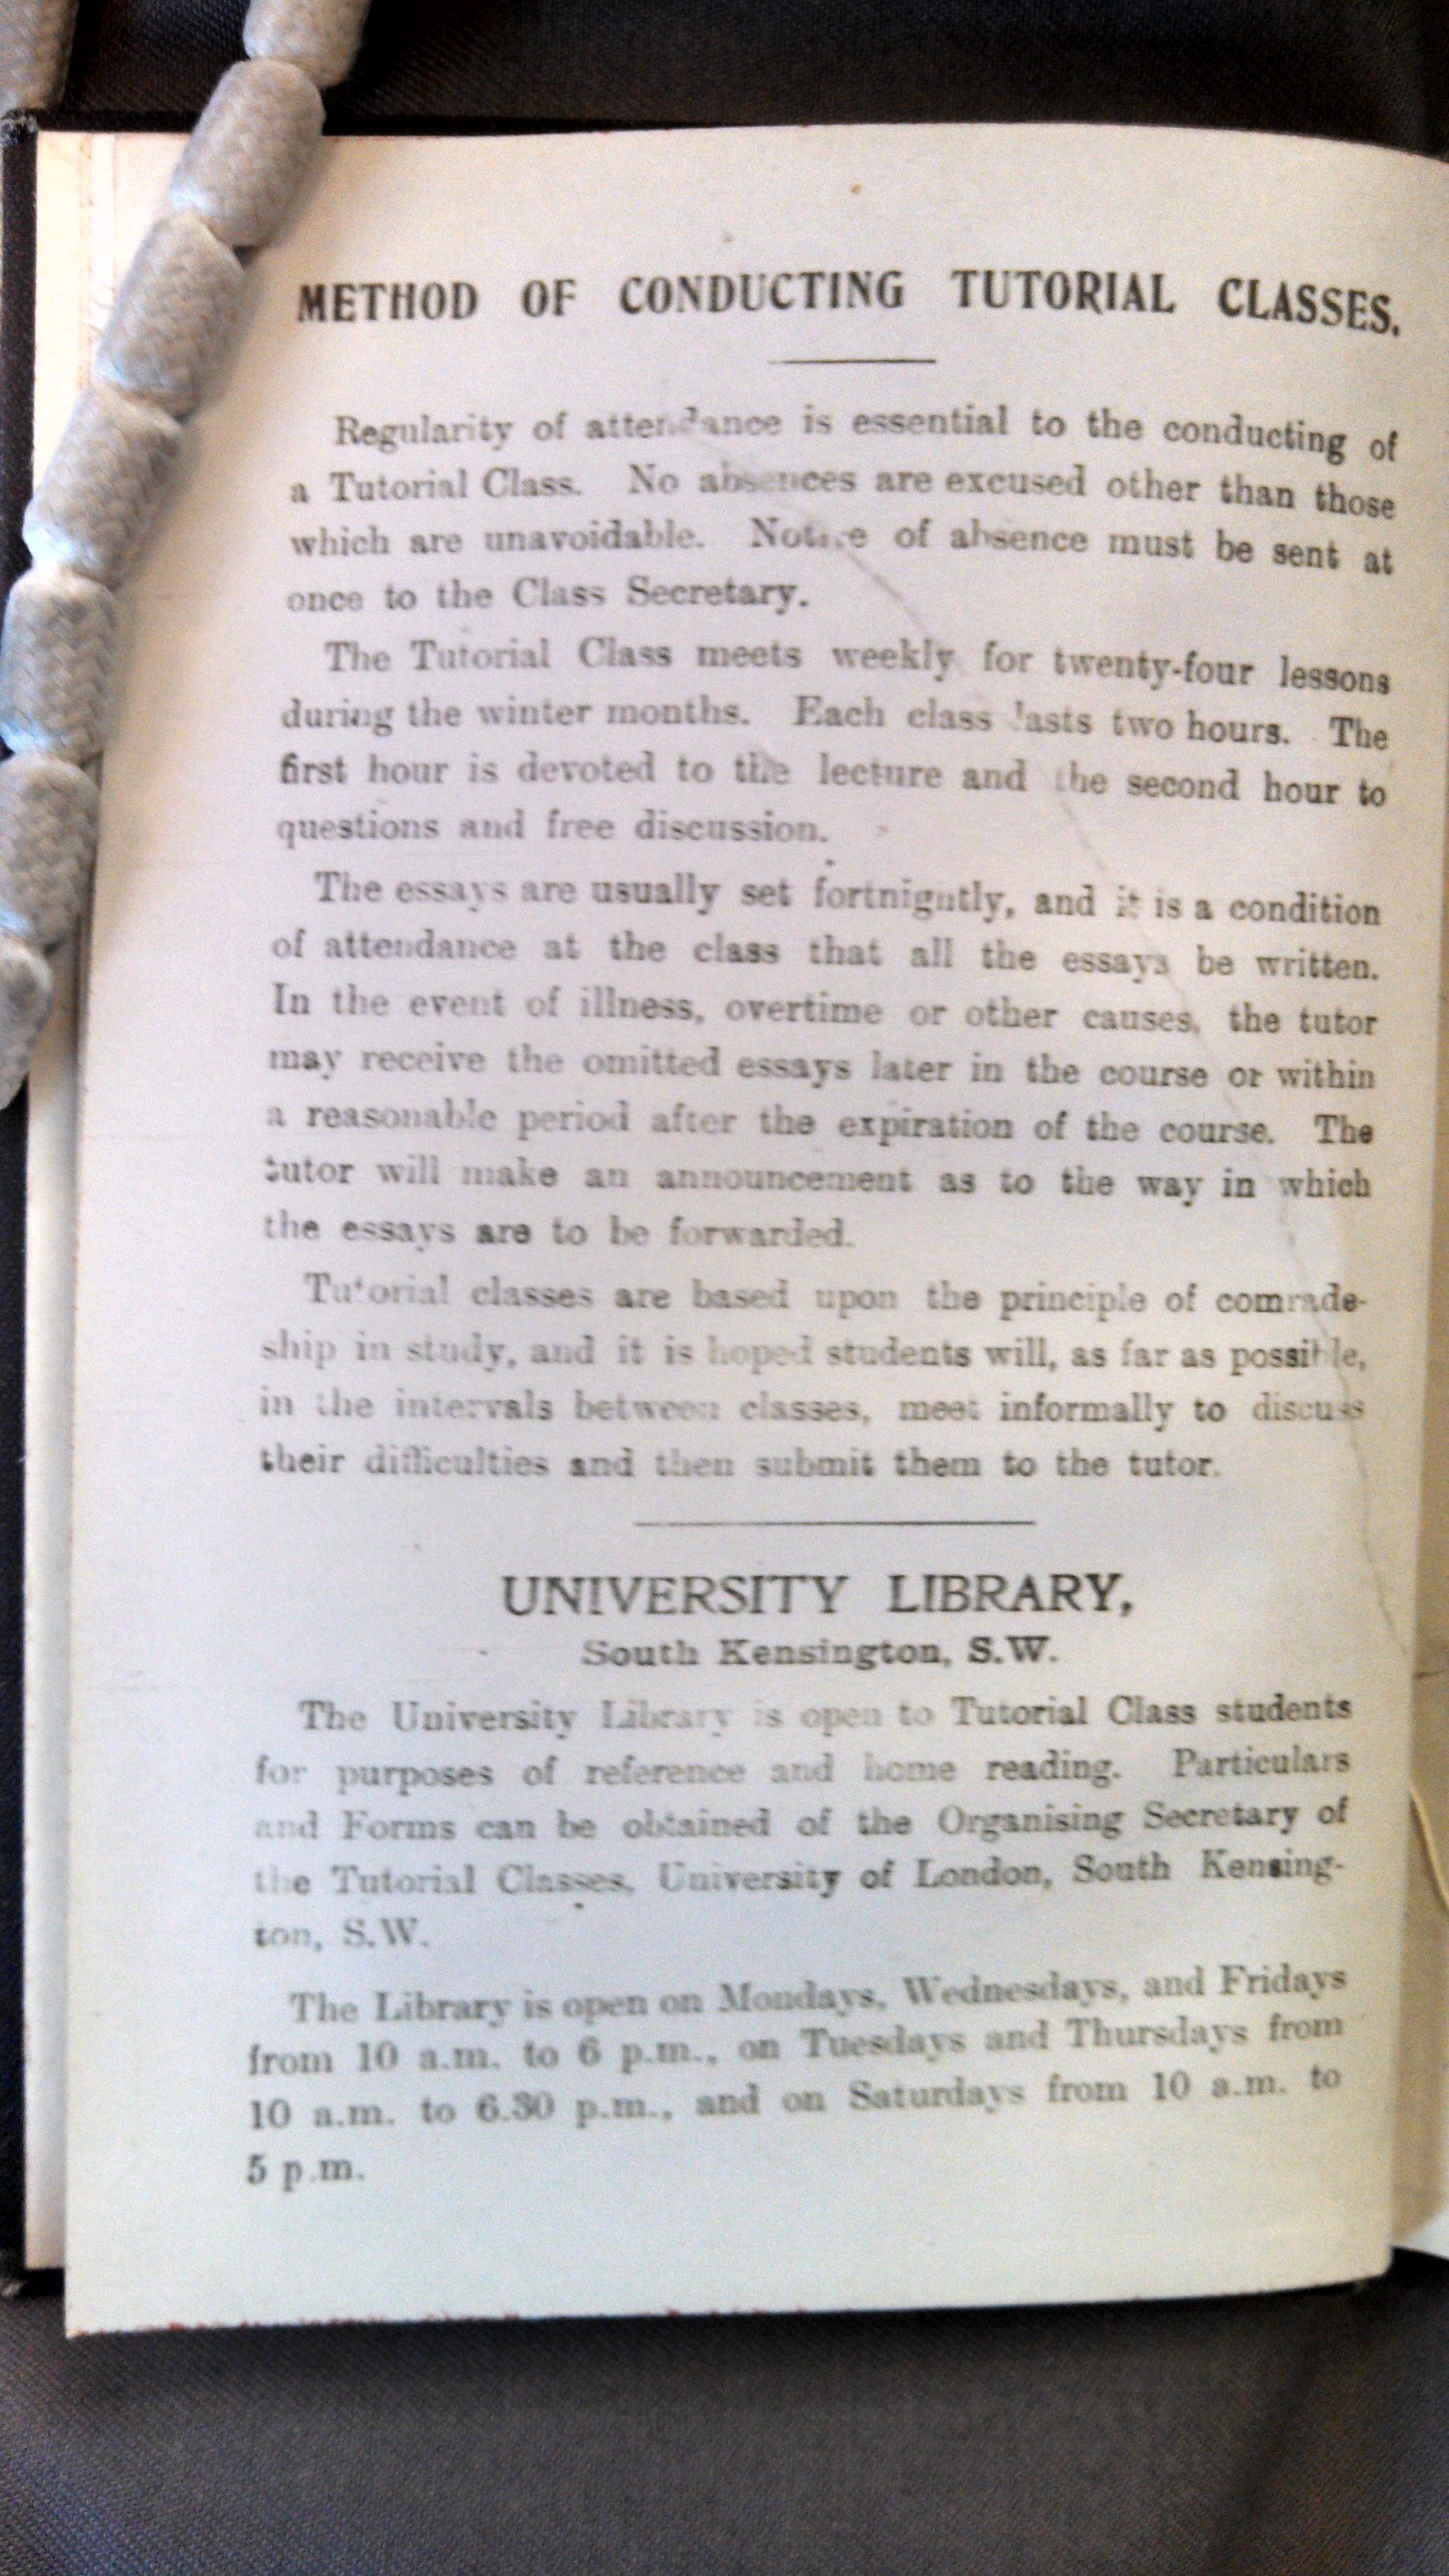 METHOD OF CONDUCTING TUTORIAL CLASSES.
Regularity of attendance is essential to the conducting of
a Tutorial Class. No absences are excused other than those
which are unavoidable. Notice of absence must be sent at
once to the Class Secretary.
The Tutorial Class meets weekly for twenty-four lessons
during the winter months. Each class lasts two hours. The
first hour is devoted to the lecture and the second hour to
questions and free discussion.
The essays are usually set fortnightly, and it is a condition
of attendance at the class that all the essays be written.
In the event of illness, overtime or other causes, the tutor
may receive the omitted essays later in the course or within
a reasonable period after the expiration of the course. The
tutor will make an announcement as to the way in which
the essays are to be forwarded.
Tutorial classes are based upon the principle of comrade-
ship in study, and it is hoped students will, as far as possible,
in the intervals between classes, meet informally to discuss
their difficulties and then submit them to the tutor.
UNIVERSITY LIBRARY,
South Kensington, S.W.
The University Library is open to Tutorial Class students
for purposes of reference and home reading. Particulars
and Forms can be obtained of the Organising Secretary of
the Tutorial Classes, University of London, South Kensing-
ton, S.W.
The Library is open on Mondays, Wednesdays, and Fridays
from 10 a.m. to 6 p.m., on Tuesdays and Thursdays from
10 a.m. to 6.30 p.m., and on Saturdays from 10 a.m. to
5 p.m.